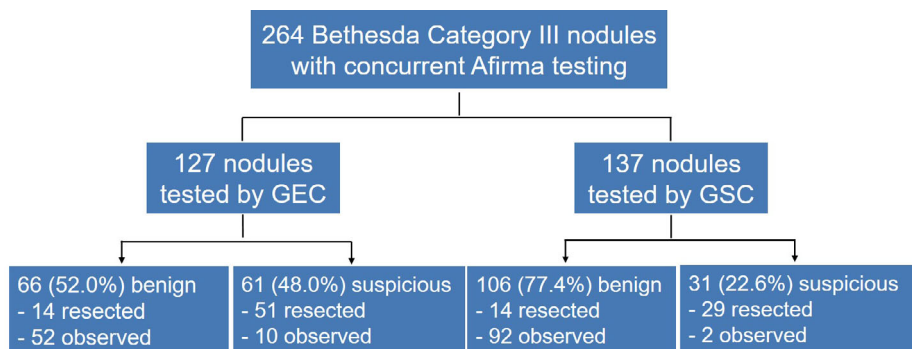 264 Bethesda Category III nodules
with concurrent Afirma testing
127 nodules
tested by GEC
137 nodules
tested by GSC
66 (52.0%) benign
- 14 resected
- 52 observed
61 (48.0%) suspicious
- 51 resected
- 10 observed
106 (77.4%) benign
- 14 resected
- 92 observed
31 (22.6%) suspicious
- 29 resected
- 2 observed